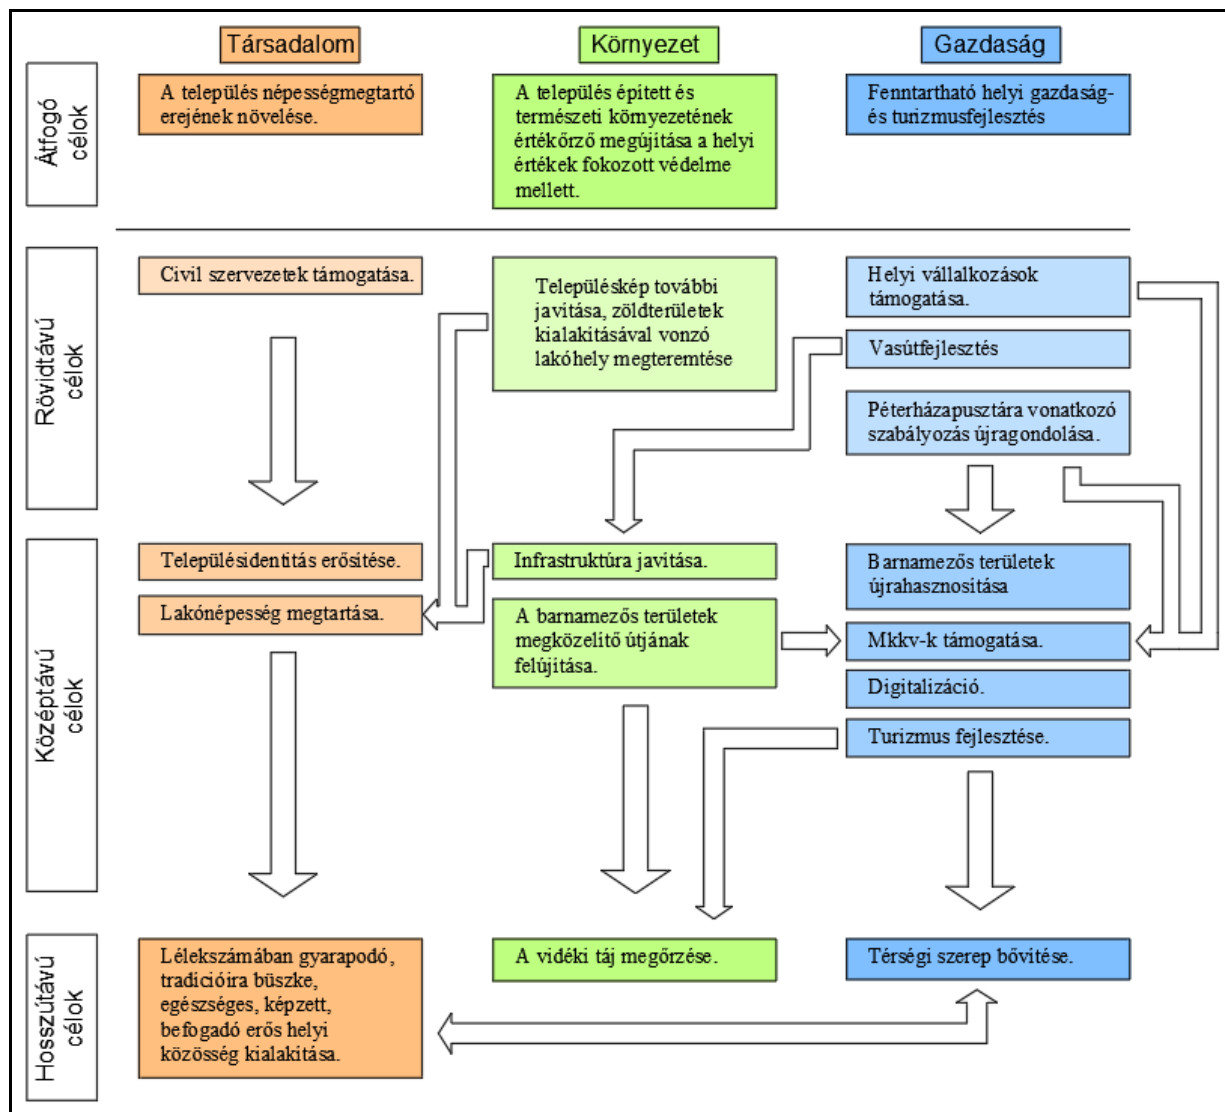 Társadalom
Környezet
Gazdaság
Átfogó
célok
A település népességmegtartó
erejének növelése.
A település épített és
természeti környezetének
értékőrző megújítása a helyi
értékek fokozott védelme
mellett.
Fenntartható helyi gazdaság-
és turizmusfejlesztés
Rövidtávú
célok
Civil szervezetek támogatása.
Településkép további
javítása, zöldterületek
kialakításával vonzó
lakóhely megteremtése
Helyi vállalkozások
támogatása.
Vasútfejlesztés
Péterházapusztára vonatkozó
szabályozás újragondolása.
Középtávú
célok
Településidentitás erősítése.
Lakónépesség megtartása.
Infrastruktúra javítása.
A barnamezős területek
megközelítő útjának
felújítása.
Barnamezős területek
újrahasznosítása
Mkkv-k támogatása.
Digitalizáció.
Turizmus fejlesztése.
Hosszútávú
célok
Lélekszámában gyarapodó,
tradícióira büszke,
egészséges, képzett,
befogadó erős helyi
közösség kialakítása.
A vidéki táj megőrzése.
Térségi szerep bővítése.